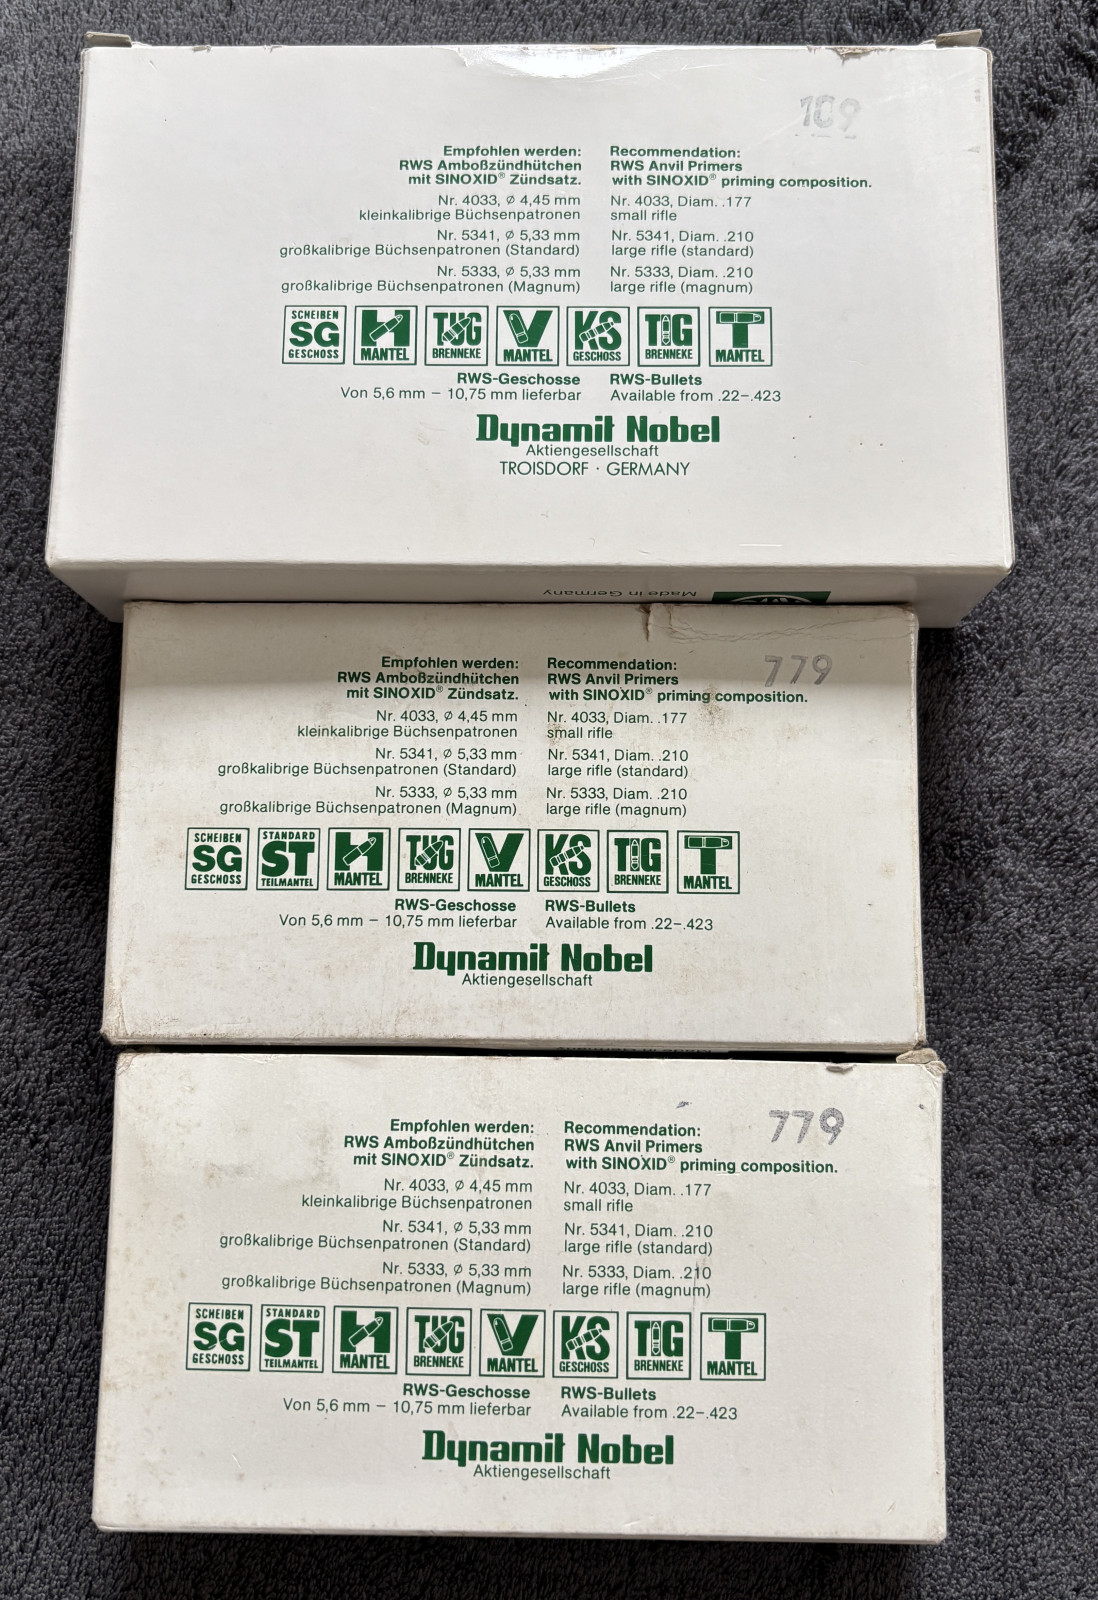 109
Empfohlen werden:
RWS Amboßzündhütchen
mit SINOXID® Zündsatz.
Nr. 4033, ⌀ 4,45 mm
kleinkalibrige Büchsenpatronen
Nr. 5341, ⌀ 5,33 mm
großkalibrige Büchsenpatronen (Standard)
Nr. 5333, ⌀ 5,33 mm
großkalibrige Büchsenpatronen (Magnum)
Recommendation:
RWS Anvil Primers
with SINOXID® priming composition.
Nr. 4033, Diam. .177
small rifle
Nr. 5341, Diam. .210
large rifle (standard)
Nr. 5333, Diam. .210
large rifle (magnum)
SCHEIBEN SG GESCHOSS
H MANTEL
TUG BRENNEKE
V MANTEL
KS GESCHOSS
TIG BRENNEKE
T MANTEL
RWS-Geschosse
Von 5,6 mm – 10,75 mm lieferbar
RWS-Bullets
Available from .22–.423
Dynamit Nobel
Aktiengesellschaft
TROISDORF · GERMANY
Made in Germany
779
Empfohlen werden:
RWS Amboßzündhütchen
mit SINOXID® Zündsatz.
Nr. 4033, ⌀ 4,45 mm
kleinkalibrige Büchsenpatronen
Nr. 5341, ⌀ 5,33 mm
großkalibrige Büchsenpatronen (Standard)
Nr. 5333, ⌀ 5,33 mm
großkalibrige Büchsenpatronen (Magnum)
Recommendation:
RWS Anvil Primers
with SINOXID® priming composition.
Nr. 4033, Diam. .177
small rifle
Nr. 5341, Diam. .210
large rifle (standard)
Nr. 5333, Diam. .210
large rifle (magnum)
SCHEIBEN SG GESCHOSS
STANDARD ST TEILMANTEL
H MANTEL
TUG BRENNEKE
V MANTEL
KS GESCHOSS
TIG BRENNEKE
T MANTEL
RWS-Geschosse
Von 5,6 mm – 10,75 mm lieferbar
RWS-Bullets
Available from .22–.423
Dynamit Nobel
Aktiengesellschaft
Made in Germany
779
Empfohlen werden:
RWS Amboßzündhütchen
mit SINOXID® Zündsatz.
Nr. 4033, ⌀ 4,45 mm
kleinkalibrige Büchsenpatronen
Nr. 5341, ⌀ 5,33 mm
großkalibrige Büchsenpatronen (Standard)
Nr. 5333, ⌀ 5,33 mm
großkalibrige Büchsenpatronen (Magnum)
Recommendation:
RWS Anvil Primers
with SINOXID® priming composition.
Nr. 4033, Diam. .177
small rifle
Nr. 5341, Diam. .210
large rifle (standard)
Nr. 5333, Diam. .210
large rifle (magnum)
SCHEIBEN SG GESCHOSS
STANDARD ST TEILMANTEL
H MANTEL
TUG BRENNEKE
V MANTEL
KS GESCHOSS
TIG BRENNEKE
T MANTEL
RWS-Geschosse
Von 5,6 mm – 10,75 mm lieferbar
RWS-Bullets
Available from .22–.423
Dynamit Nobel
Aktiengesellschaft